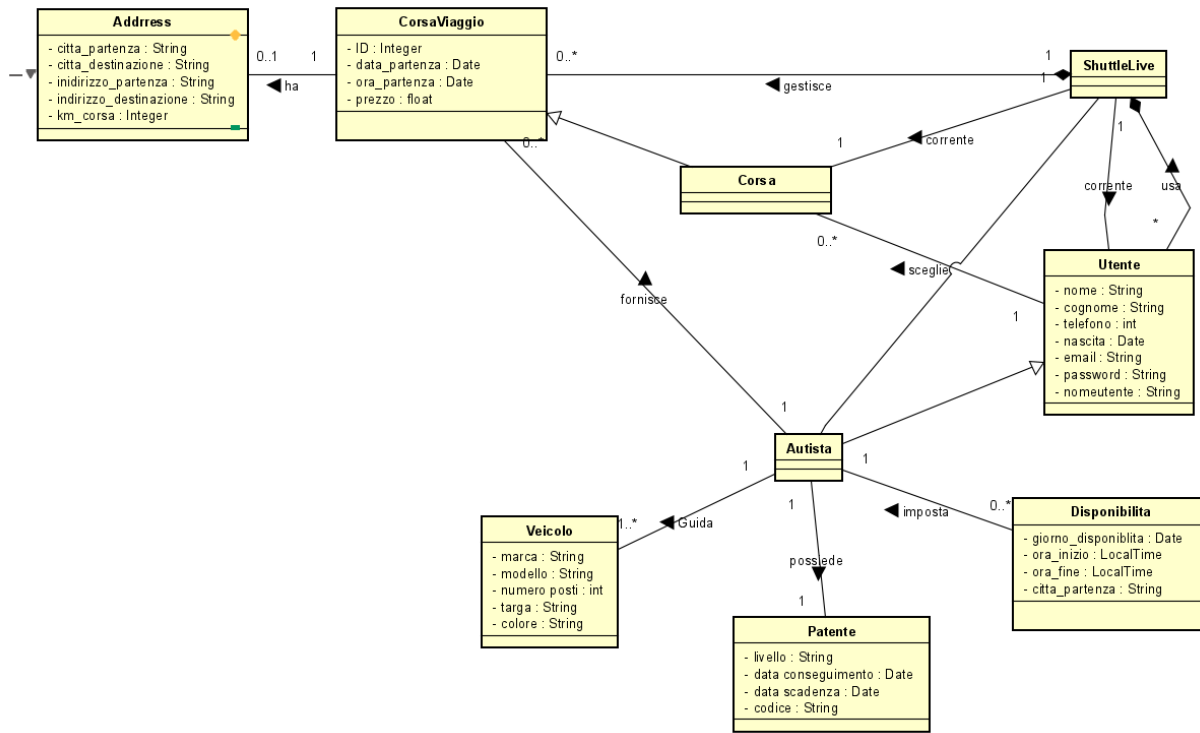 Addrress
- citta_partenza : String
- citta_destinazione : String
- inidirizzo_partenza : String
- indirizzo_destinazione : String
- km_corsa : Integer
0..1
1
ha
CorsaViaggio
- ID : Integer
- data_partenza : Date
- ora_partenza : Date
- prezzo : float
0..*
1
gestisce
ShuttleLive
1
corrente
1
0..*
Corsa
1
corrente
usa
*
0..*
sceglie
1
Utente
- nome : String
- cognome : String
- telefono : int
- nascita : Date
- email : String
- password : String
- nomeutente : String
fornisce
1
Autista
1
1
1
Guida
1..*
imposta
0..*
Veicolo
- marca : String
- modello : String
- numero posti : int
- targa : String
- colore : String
possiede
1
Patente
- livello : String
- data conseguimento : Date
- data scadenza : Date
- codice : String
Disponibilita
- giorno_disponiblita : Date
- ora_inizio : LocalTime
- ora_fine : LocalTime
- citta_partenza : String